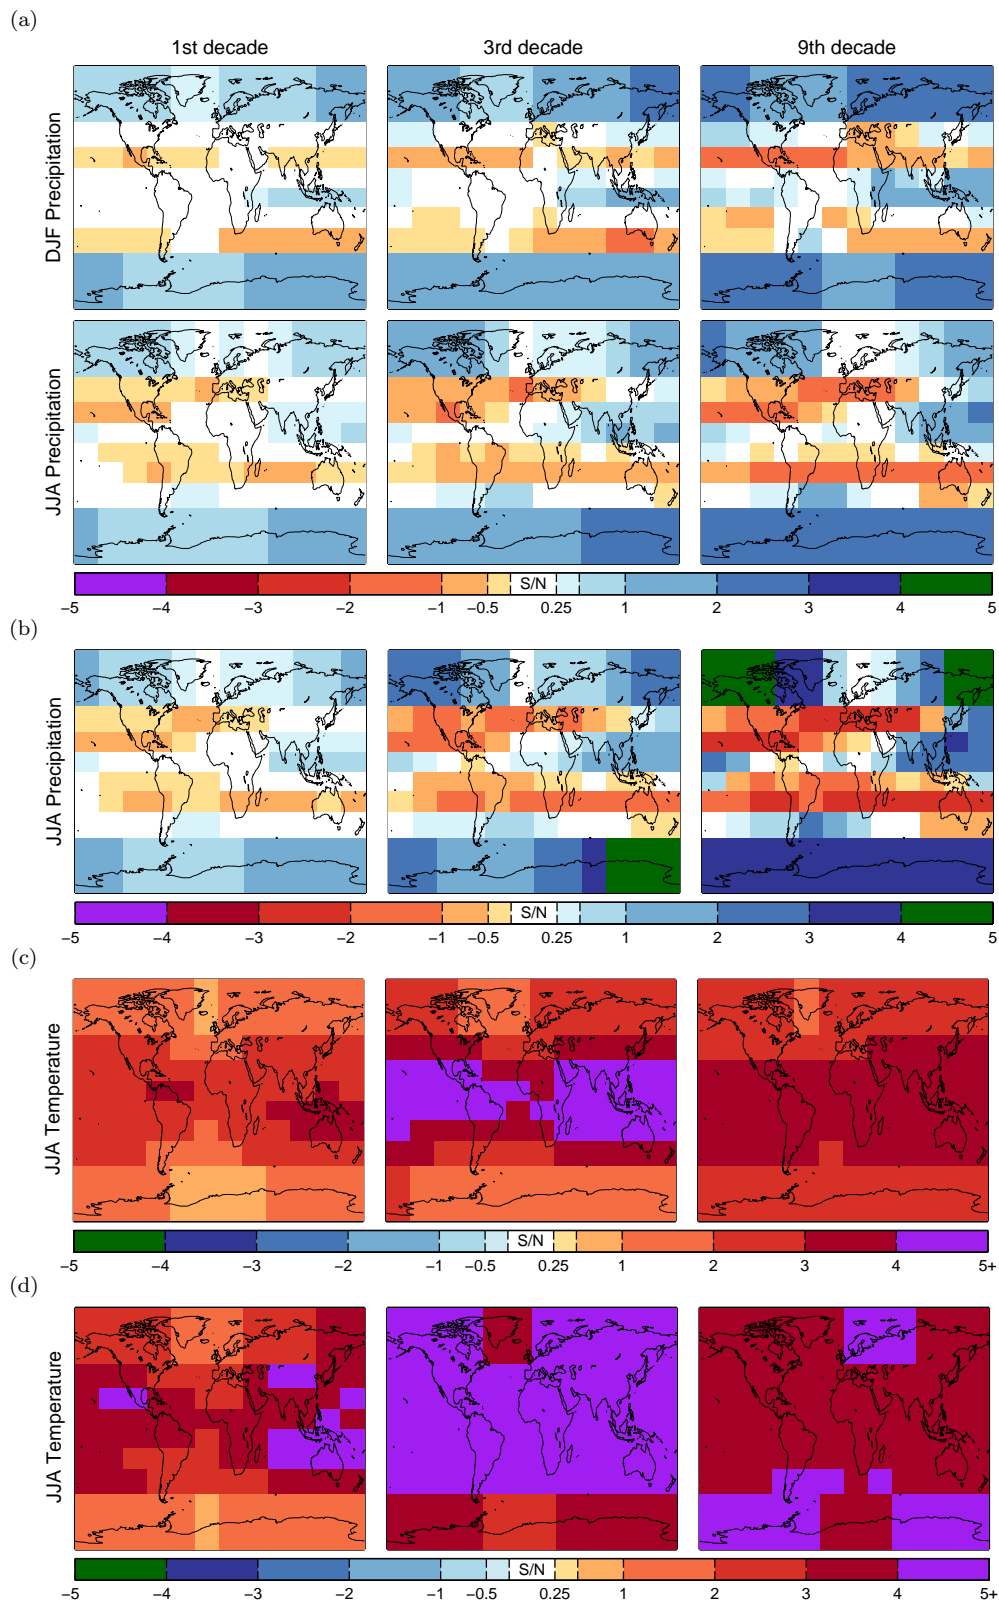 (a)
1st decade 3rd decade 9th decade
DJF Precipitation
JJA Precipitation
S/N
−5 −4 −3 −2 −1 −0.5 0.25 1 2 3 4 5
(b)
JJA Precipitation
S/N
−5 −4 −3 −2 −1 −0.5 0.25 1 2 3 4 5
(c)
JJA Temperature
S/N
−5 −4 −3 −2 −1 −0.5 0.25 1 2 3 4 5+
(d)
JJA Temperature
S/N
−5 −4 −3 −2 −1 −0.5 0.25 1 2 3 4 5+